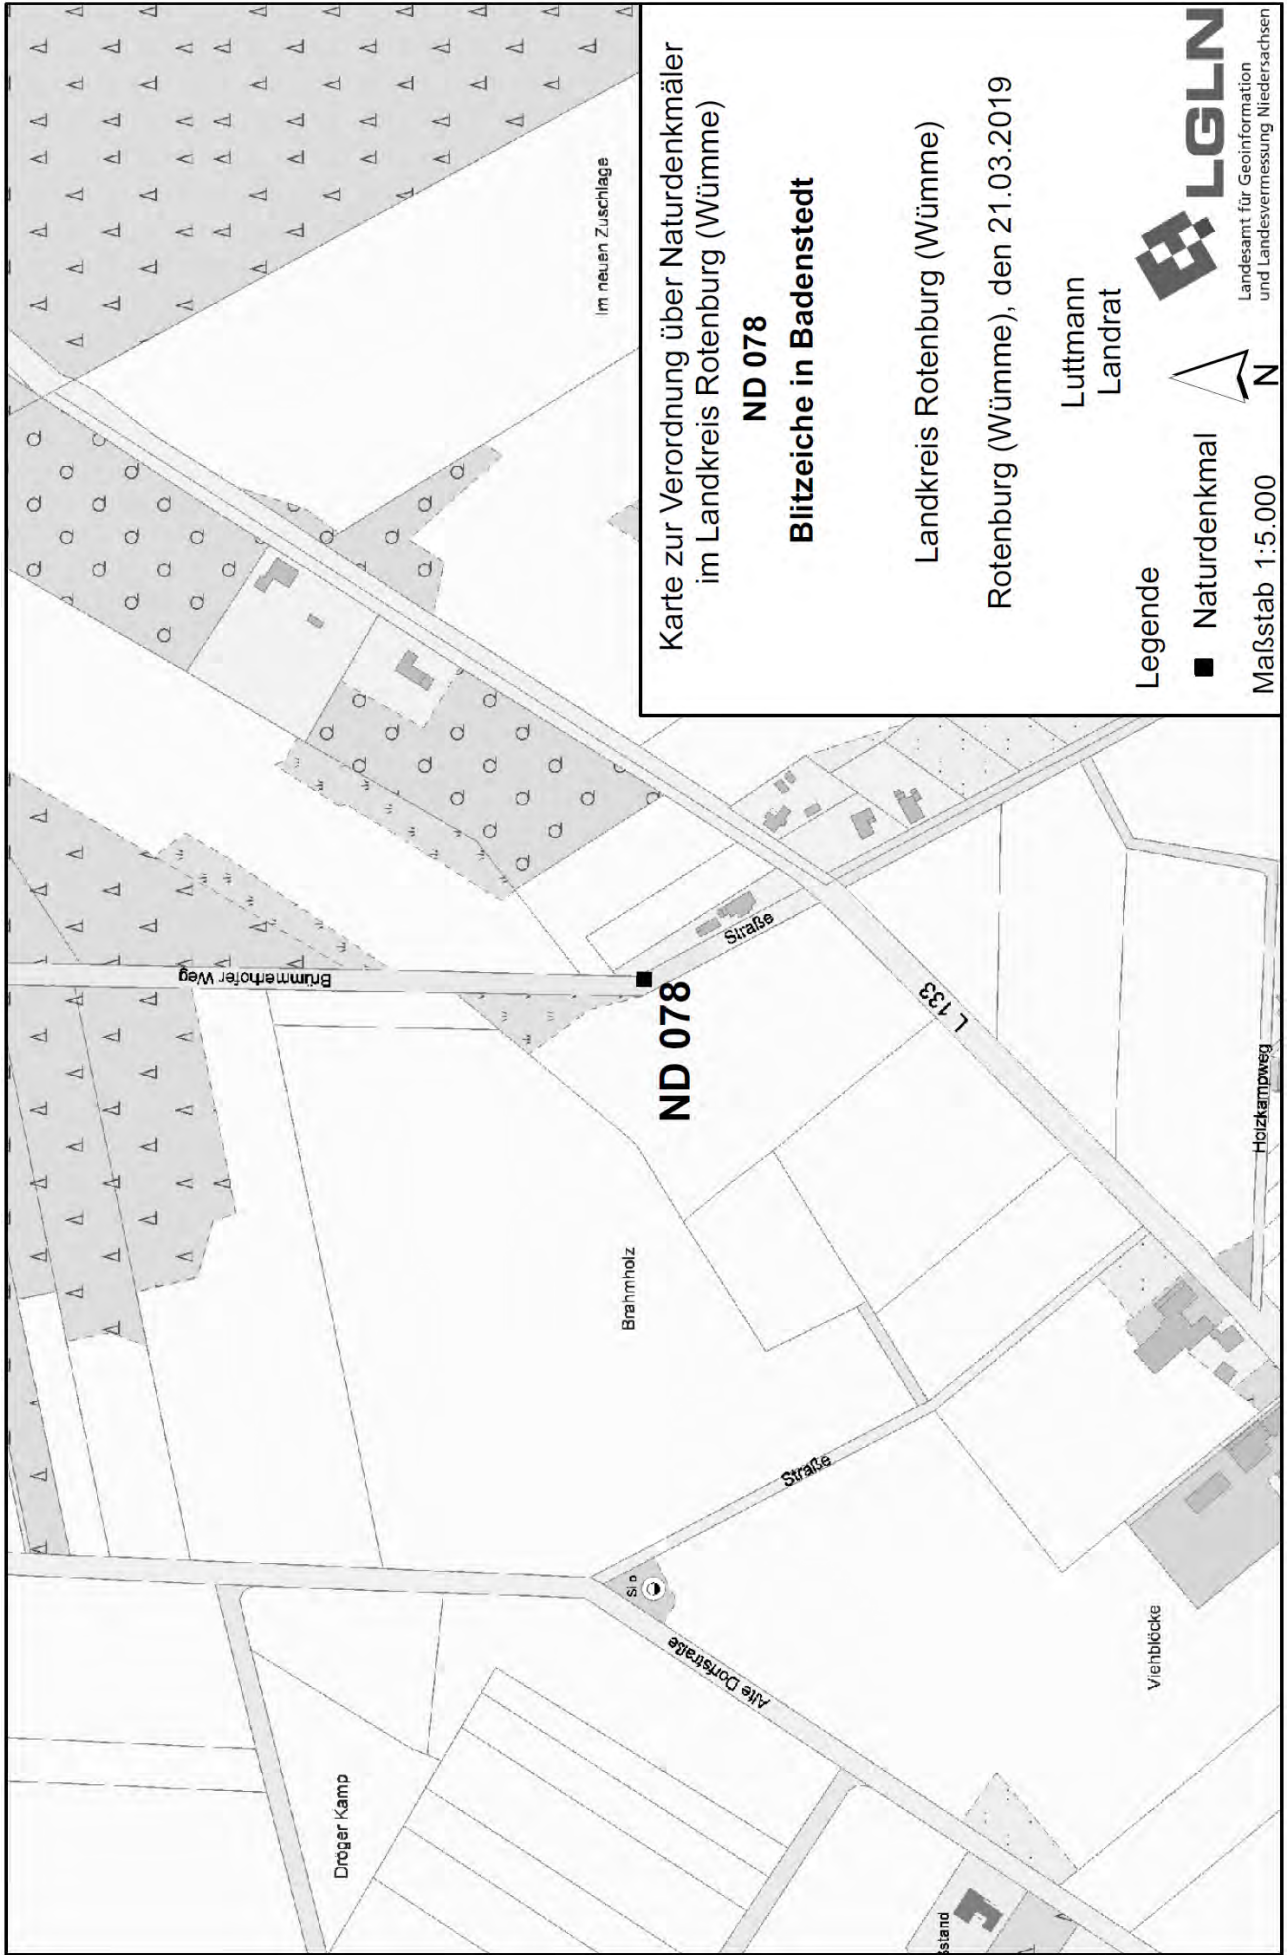 Karte zur Verordnung über Naturdenkmäler
im Landkreis Rotenburg (Wümme)
ND 078
Blitzeiche in Badenstedt
Landkreis Rotenburg (Wümme)
Rotenburg (Wümme), den 21.03.2019
Luttmann
Landrat
Legende
Naturdenkmal
Maßstab 1:5.000
N
LGLN
Landesamt für Geoinformation
und Landesvermessung Niedersachsen
Im neuen Zuschlage
Brümmerhofer Weg
ND 078
Straße
L 133
Holzkampweg
Brahmholz
Straße
Alte Dorfstraße
Viehblöcke
Dröger Kamp